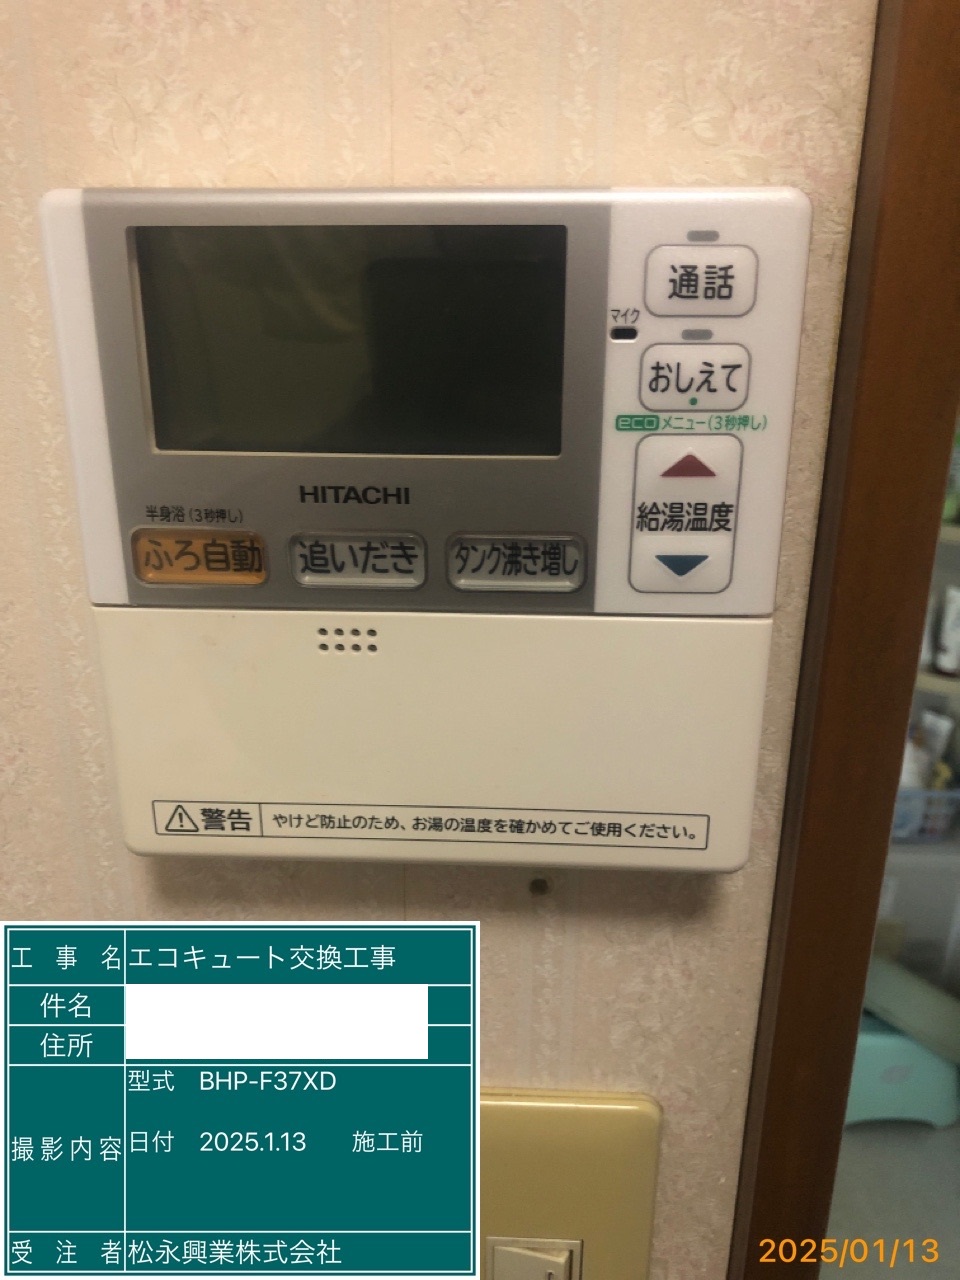 通話
マイク
おしえて
eco メニュー(3秒押し)
給湯温度
HITACHI
半身浴(3秒押し)
ふろ自動 追いだき タンク沸き増し
警告 やけど防止のため、お湯の温度を確かめてご使用ください。
工事名 エコキュート交換工事
件名
住所
撮影内容
型式 BHP-F37XD
日付 2025.1.13 施工前
受注者 松永興業株式会社
2025/01/13